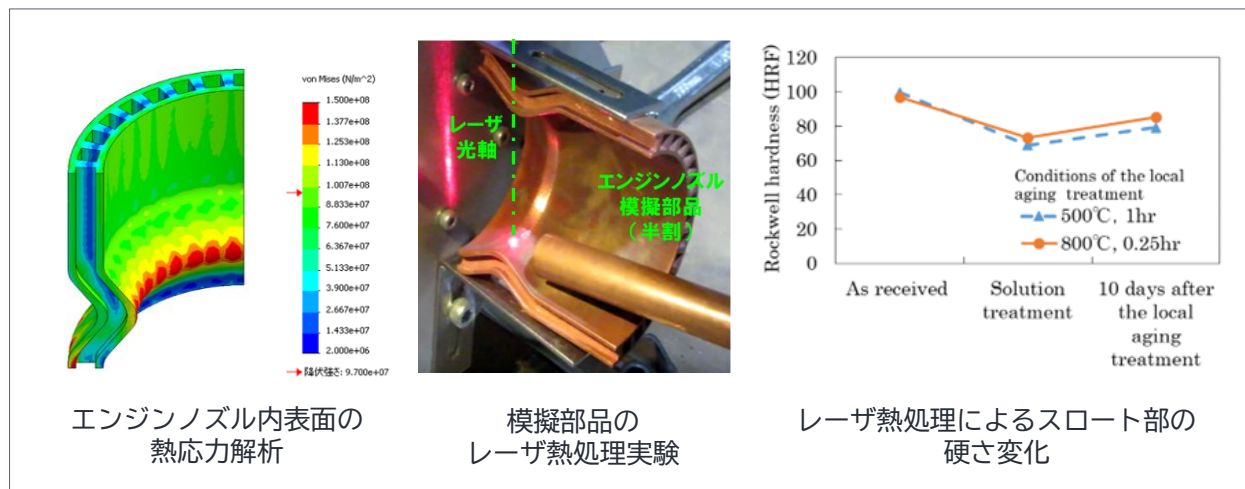 von Mises (N/m^2)
1.500e+08
1.377e+08
1.253e+08
1.130e+08
1.007e+08
8.833e+07
7.600e+07
6.367e+07
5.133e+07
3.900e+07
2.667e+07
1.433e+07
2.000e+06
降伏強さ: 9.700e+07
エンジンノズル内表面の
熱応力解析
レーザ
光軸
エンジンノズル
模擬部品
（半割）
模擬部品の
レーザ熱処理実験
Rockwell hardness (HRF)
120
100
80
60
40
20
0
Conditions of the local
aging treatment
500℃, 1hr
800℃, 0.25hr
As received
Solution
treatment
10 days after
the local
aging
treatment
レーザ熱処理によるスロート部の
硬さ変化